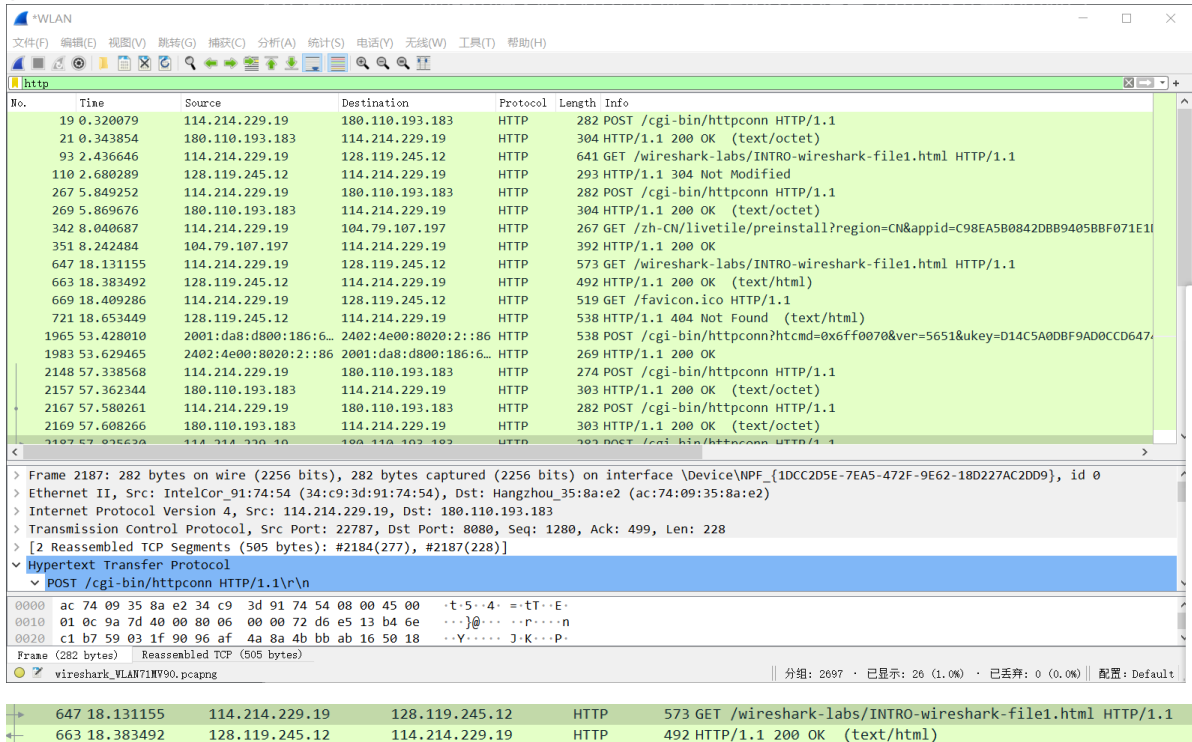 *WLAN
文件(F) 编辑(E) 视图(V) 跳转(G) 捕获(C) 分析(A) 统计(S) 电话(Y) 无线(W) 工具(T) 帮助(H)
http
No. Time Source Destination Protocol Length Info
19 0.320079 114.214.229.19 180.110.193.183 HTTP 282 POST /cgi-bin/httpconn HTTP/1.1
21 0.343854 180.110.193.183 114.214.229.19 HTTP 304 HTTP/1.1 200 OK (text/octet)
93 2.436646 114.214.229.19 128.119.245.12 HTTP 641 GET /wireshark-labs/INTRO-wireshark-file1.html HTTP/1.1
110 2.680289 128.119.245.12 114.214.229.19 HTTP 293 HTTP/1.1 304 Not Modified
267 5.849252 114.214.229.19 180.110.193.183 HTTP 282 POST /cgi-bin/httpconn HTTP/1.1
269 5.869676 180.110.193.183 114.214.229.19 HTTP 304 HTTP/1.1 200 OK (text/octet)
342 8.040687 114.214.229.19 104.79.107.197 HTTP 267 GET /zh-CN/livetile/preinstall?region=CN&appid=C98EA5B0842DBB9405BBF071E1
351 8.242484 104.79.107.197 114.214.229.19 HTTP 392 HTTP/1.1 200 OK
647 18.131155 114.214.229.19 128.119.245.12 HTTP 573 GET /wireshark-labs/INTRO-wireshark-file1.html HTTP/1.1
663 18.383492 128.119.245.12 114.214.229.19 HTTP 492 HTTP/1.1 200 OK (text/html)
669 18.409286 114.214.229.19 128.119.245.12 HTTP 519 GET /favicon.ico HTTP/1.1
721 18.653449 128.119.245.12 114.214.229.19 HTTP 538 HTTP/1.1 404 Not Found (text/html)
1965 53.428010 2001:da8:d800:186:6… 2402:4e00:8020:2::86 HTTP 538 POST /cgi-bin/httpconn?htcmd=0x6ff0070&ver=5651&ukey=D14C5A0DBF9AD0CCD6474
1983 53.629465 2402:4e00:8020:2::86 2001:da8:d800:186:6… HTTP 269 HTTP/1.1 200 OK
2148 57.338568 114.214.229.19 180.110.193.183 HTTP 274 POST /cgi-bin/httpconn HTTP/1.1
2157 57.362344 180.110.193.183 114.214.229.19 HTTP 303 HTTP/1.1 200 OK (text/octet)
2167 57.580261 114.214.229.19 180.110.193.183 HTTP 282 POST /cgi-bin/httpconn HTTP/1.1
2169 57.608266 180.110.193.183 114.214.229.19 HTTP 303 HTTP/1.1 200 OK (text/octet)
2187 57.825630 114.214.229.19 180.110.193.183 HTTP 282 POST /cgi-bin/httpconn HTTP/1.1
> Frame 2187: 282 bytes on wire (2256 bits), 282 bytes captured (2256 bits) on interface \Device\NPF_{1DCC2D5E-7EA5-472F-9E62-18D227AC2DD9}, id 0
> Ethernet II, Src: IntelCor_91:74:54 (34:c9:3d:91:74:54), Dst: Hangzhou_35:8a:e2 (ac:74:09:35:8a:e2)
> Internet Protocol Version 4, Src: 114.214.229.19, Dst: 180.110.193.183
> Transmission Control Protocol, Src Port: 22787, Dst Port: 8080, Seq: 1280, Ack: 499, Len: 228
> [2 Reassembled TCP Segments (505 bytes): #2184(277), #2187(228)]
Hypertext Transfer Protocol
POST /cgi-bin/httpconn HTTP/1.1\r\n
0000 ac 74 09 35 8a e2 34 c9 3d 91 74 54 08 00 45 00 ·t·5··4· =·tT··E·
0010 01 0c 9a 7d 40 00 80 06 00 00 72 d6 e5 13 b4 6e ···}@··· ··r····n
0020 c1 b7 59 03 1f 90 96 af 4a 8a 4b bb ab 16 50 18 ··Y····· J·K···P·
Frame (282 bytes) Reassembled TCP (505 bytes)
wireshark_WLAN71MV90.pcapng 分组: 2697 · 已显示: 26 (1.0%) · 已丢弃: 0 (0.0%) 配置: Default
647 18.131155 114.214.229.19 128.119.245.12 HTTP 573 GET /wireshark-labs/INTRO-wireshark-file1.html HTTP/1.1
663 18.383492 128.119.245.12 114.214.229.19 HTTP 492 HTTP/1.1 200 OK (text/html)